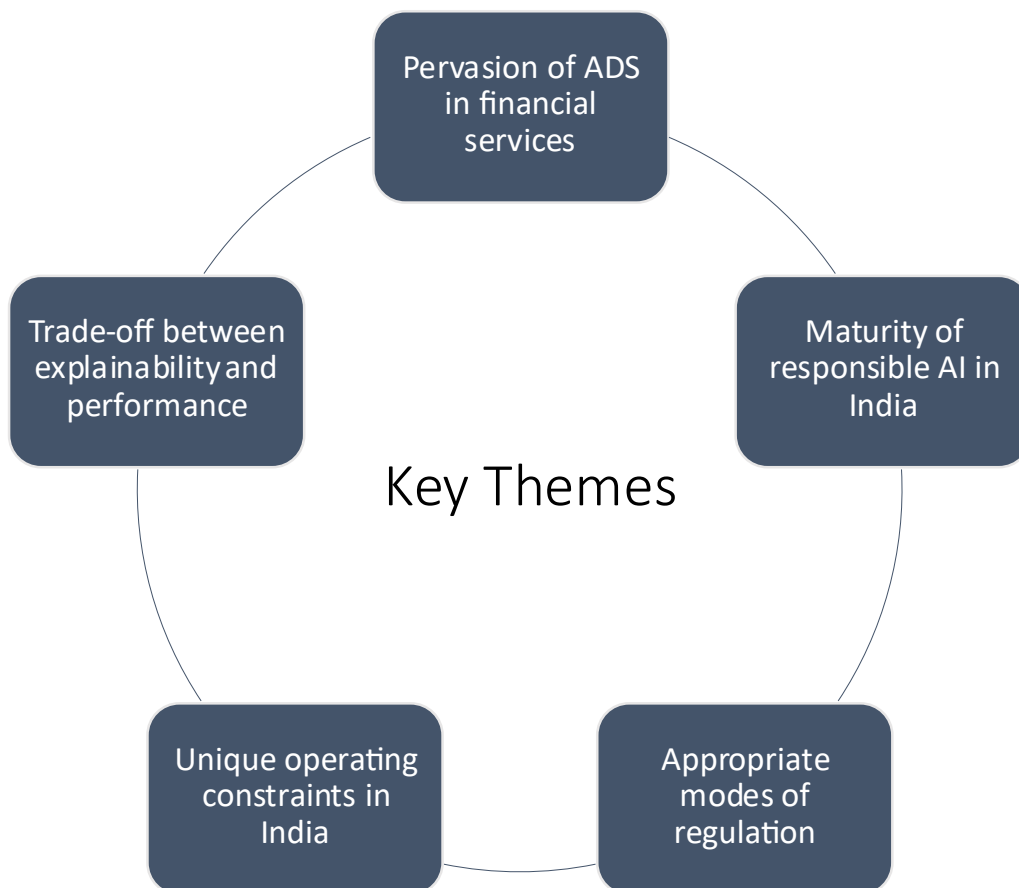 Pervasion of ADS
in financial
services
Maturity of
responsible AI in
India
Appropriate
modes of
regulation
Unique operating
constraints in
India
Trade-off between
explainability and
performance
Key Themes